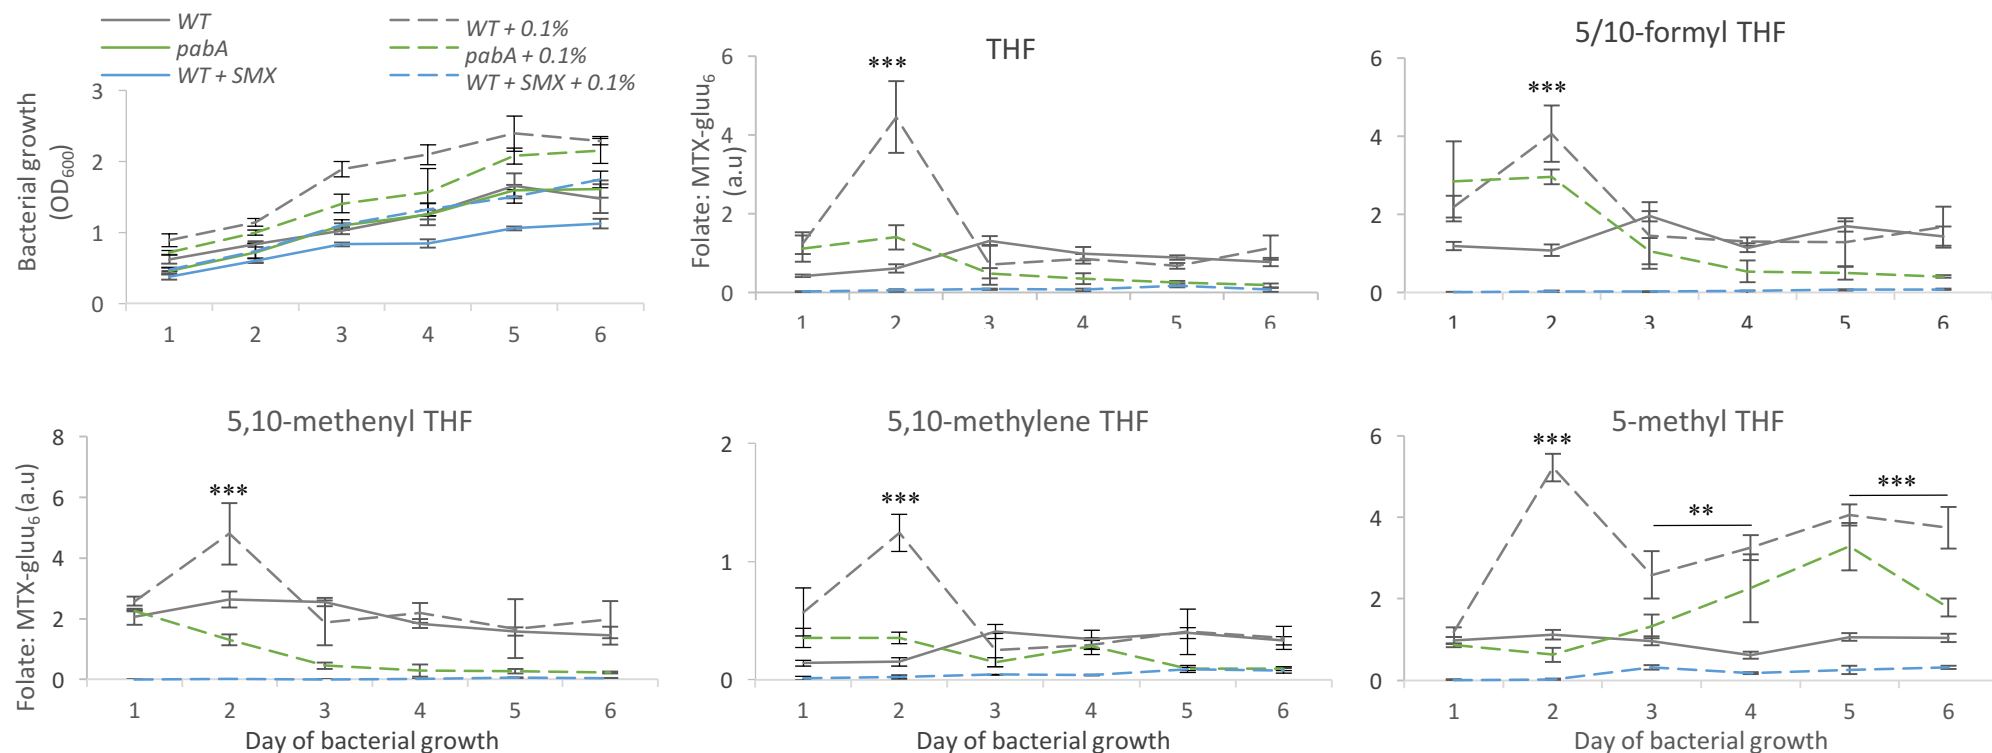 WT
WT + 0.1%
pabA
pabA + 0.1%
WT + SMX
WT + SMX + 0.1%
Bacterial growth
(OD600)
3
2
1
0
1 2 3 4 5 6
THF
Folate: MTX-gluu6
(a.u)
6
4
2
0
***
1 2 3 4 5 6
5/10-formyl THF
6
4
2
0
***
1 2 3 4 5 6
5,10-methenyl THF
Folate: MTX-gluu6 (a.u)
8
6
4
2
0
***
1 2 3 4 5 6
Day of bacterial growth
5,10-methylene THF
2
1
0
***
1 2 3 4 5 6
Day of bacterial growth
5-methyl THF
6
4
2
0
***
**
***
1 2 3 4 5 6
Day of bacterial growth